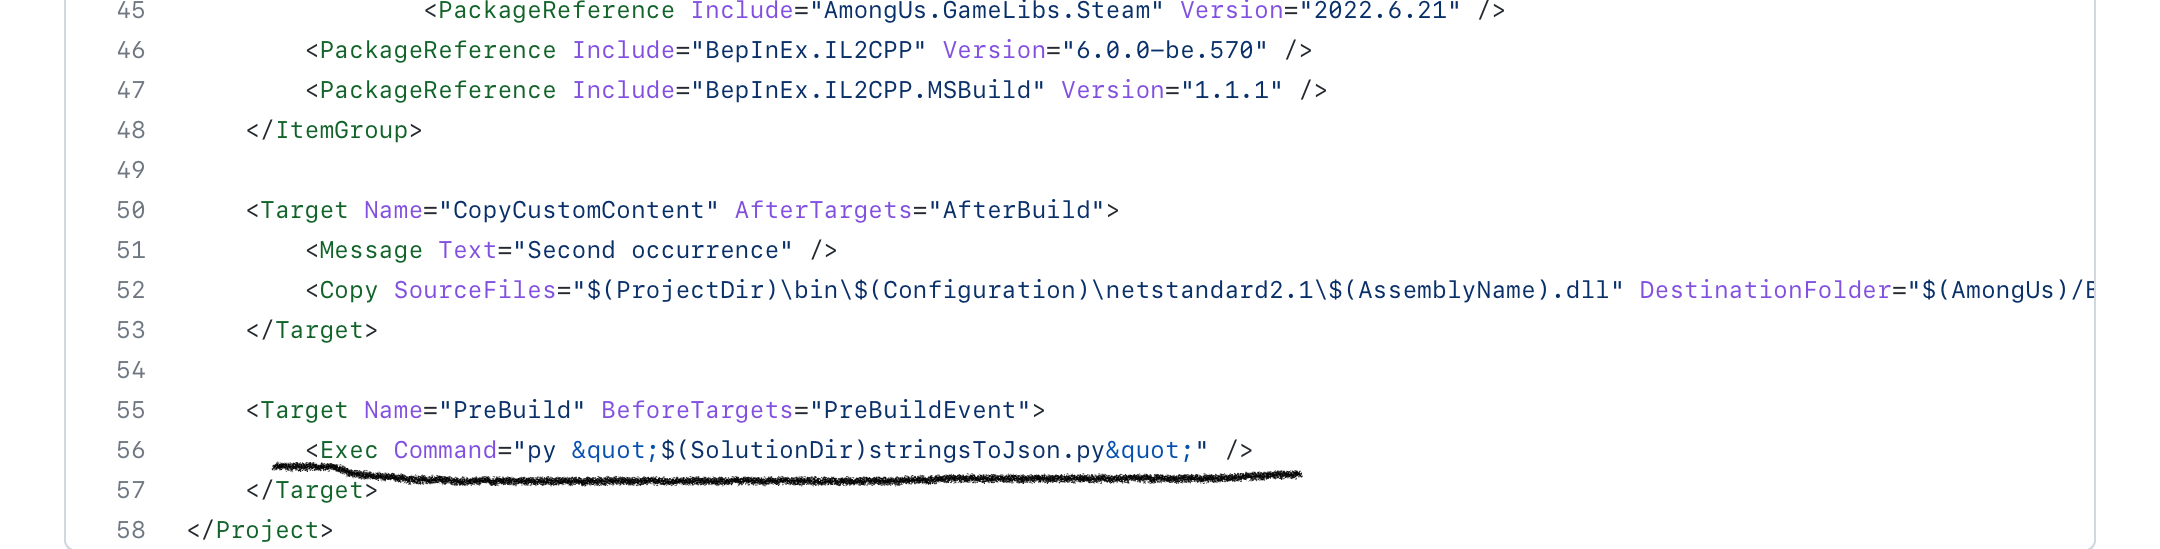 45 <PackageReference Include="AmongUs.GameLibs.Steam" Version="2022.6.21" />
46 <PackageReference Include="BepInEx.IL2CPP" Version="6.0.0-be.570" />
47 <PackageReference Include="BepInEx.IL2CPP.MSBuild" Version="1.1.1" />
48 </ItemGroup>
49
50 <Target Name="CopyCustomContent" AfterTargets="AfterBuild">
51 <Message Text="Second occurrence" />
52 <Copy SourceFiles="$(ProjectDir)\bin\$(Configuration)\netstandard2.1\$(AssemblyName).dll" DestinationFolder="$(AmongUs)/
53 </Target>
54
55 <Target Name="PreBuild" BeforeTargets="PreBuildEvent">
56 <Exec Command="py &quot;$(SolutionDir)stringsToJson.py&quot;" />
57 </Target>
58 </Project>